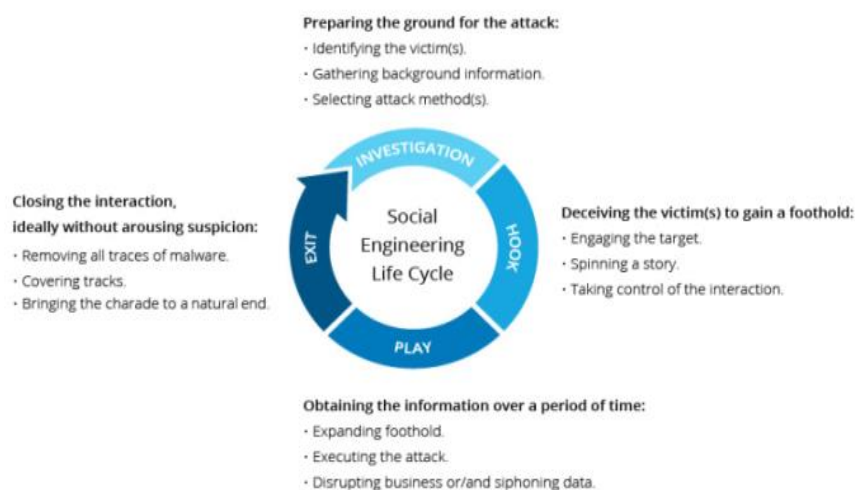 Preparing the ground for the attack:
· Identifying the victim(s).
· Gathering background information.
· Selecting attack method(s).
INVESTIGATION
Closing the interaction,
ideally without arousing suspicion:
· Removing all traces of malware.
· Covering tracks.
· Bringing the charade to a natural end.
EXIT
Social
Engineering
Life Cycle
HOOK
Deceiving the victim(s) to gain a foothold:
· Engaging the target.
· Spinning a story.
· Taking control of the interaction.
PLAY
Obtaining the information over a period of time:
· Expanding foothold.
· Executing the attack.
· Disrupting business or/and siphoning data.